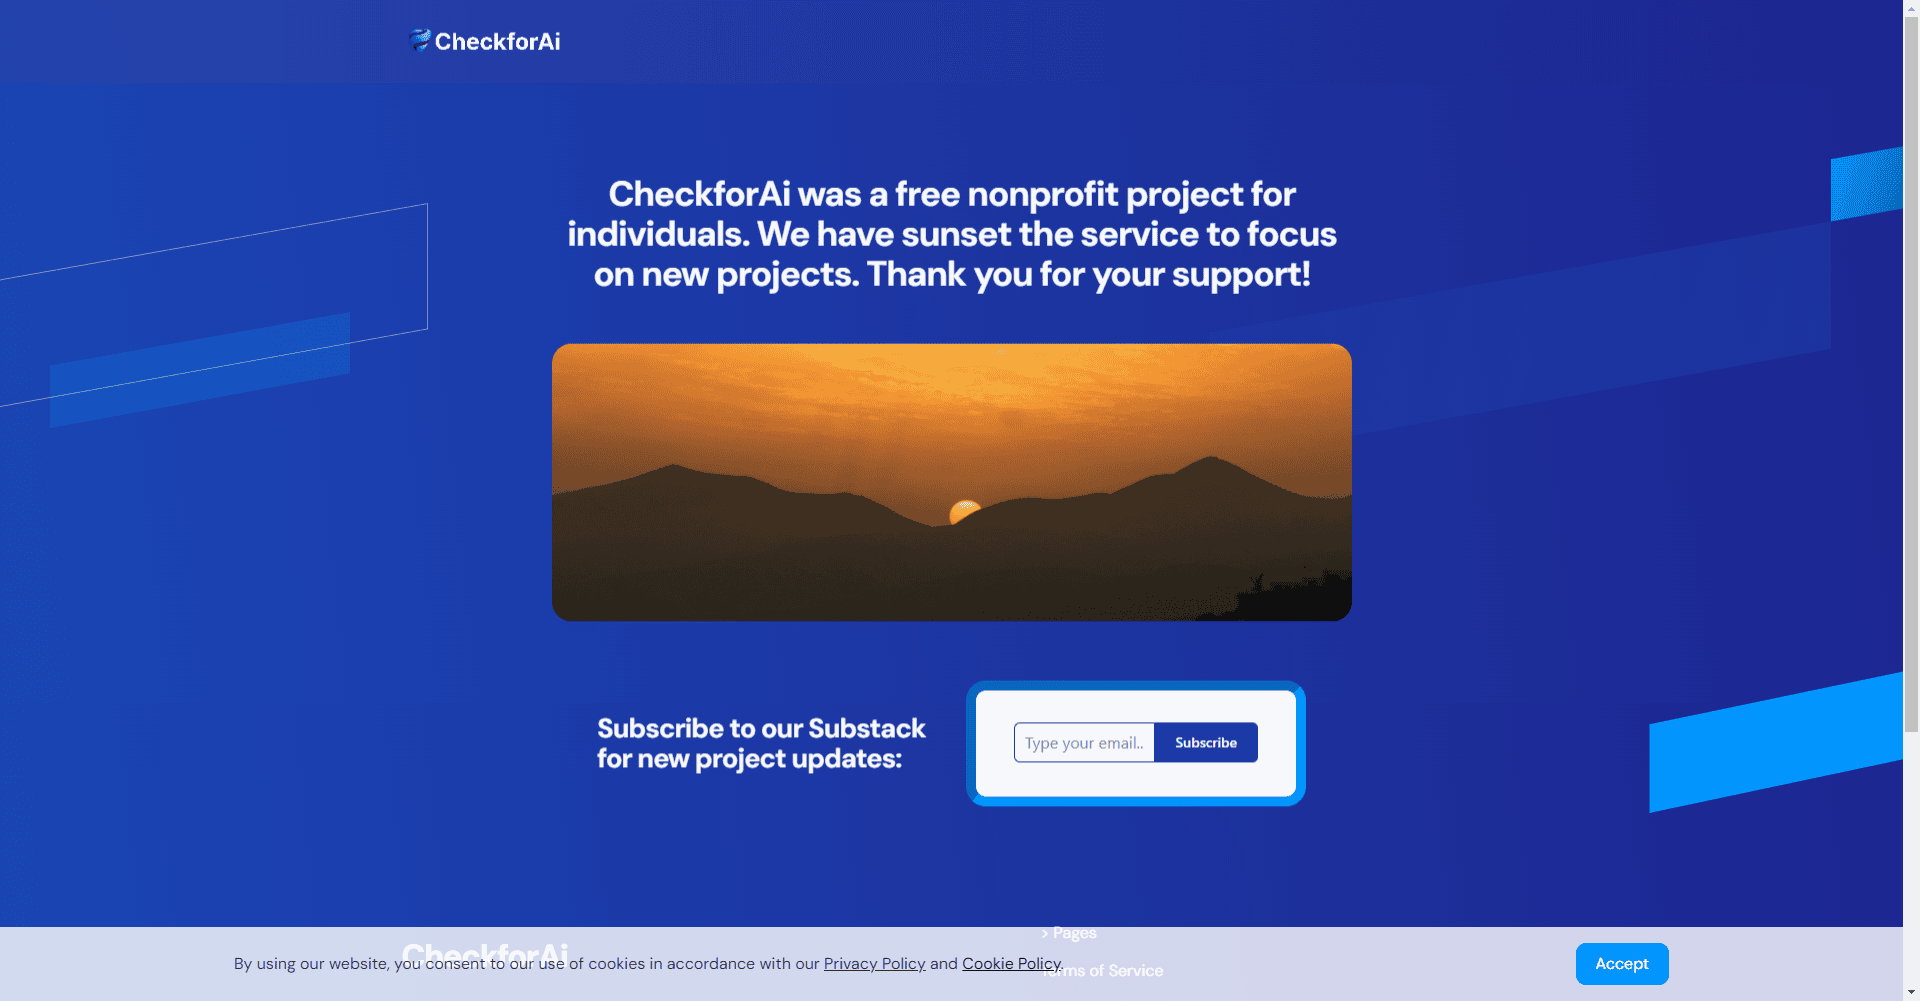 CheckforAi
CheckforAi was a free nonprofit project for
individuals. We have sunset the service to focus
on new projects. Thank you for your support!
Subscribe to our Substack
for new project updates:
Type your email..
Subscribe
> Pages
CheckforAi
By using our website, you consent to our use of cookies in accordance with our Privacy Policy and Cookie Policy.
Terms of Service
Accept